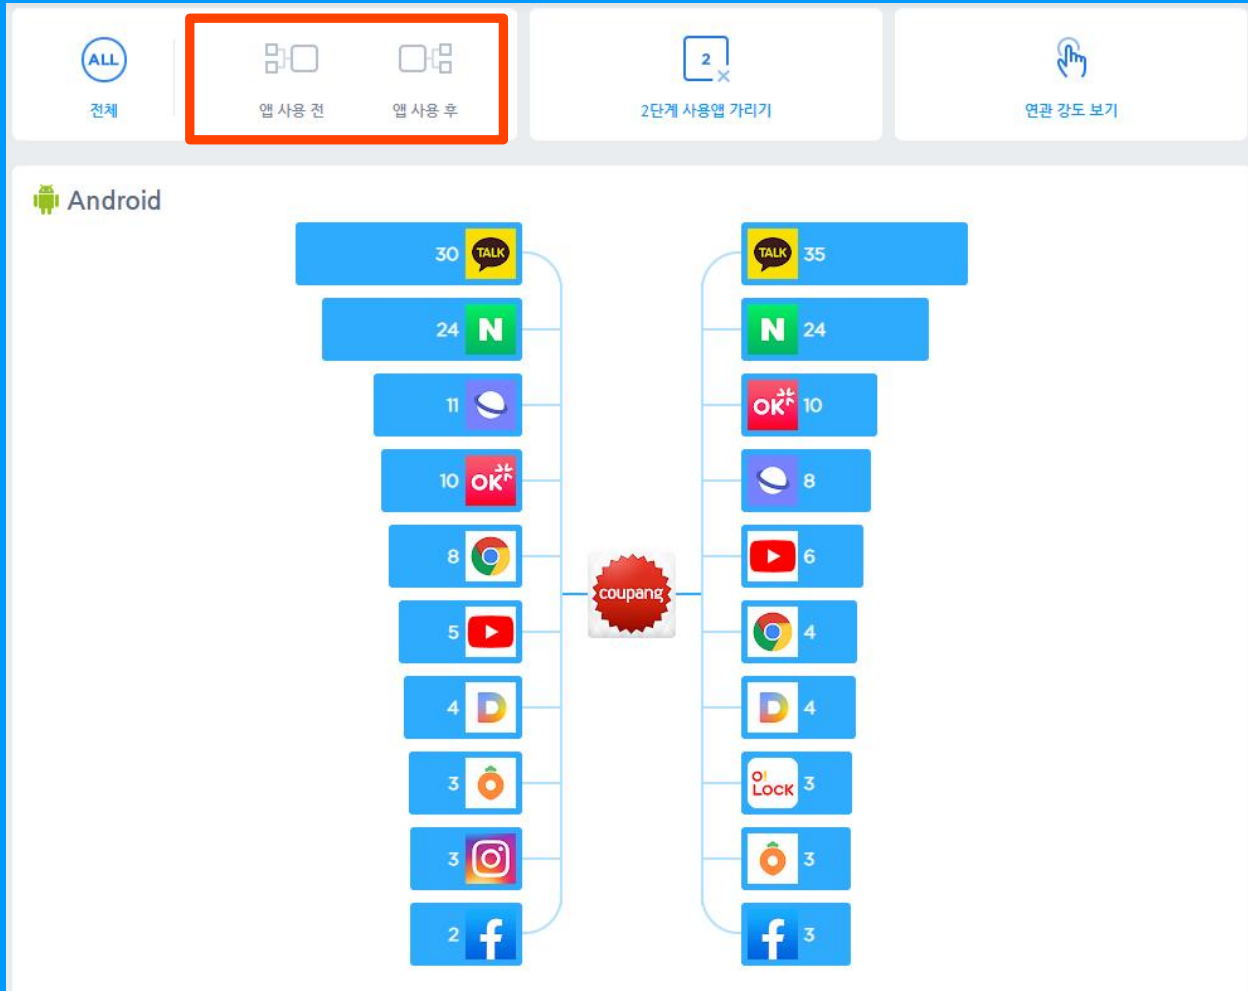 ALL
전체
앱 사용 전
앱 사용 후
2
2단계 사용앱 가리기
연관 강도 보기
Android
30 TALK
TALK 35
24 N
N 24
11
OK 10
10 OK
8
8
6
5
4
4 D
D 4
3
O! LOCK 3
3
3
2 f
f 3
coupang